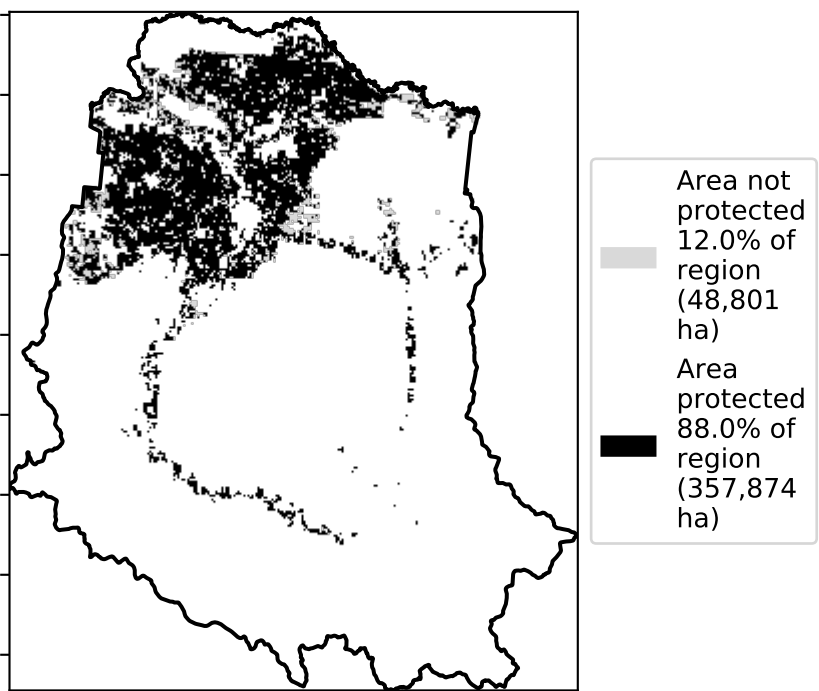 Area not
protected
12.0% of
region
(48,801
ha)
Area
protected
88.0% of
region
(357,874
ha)